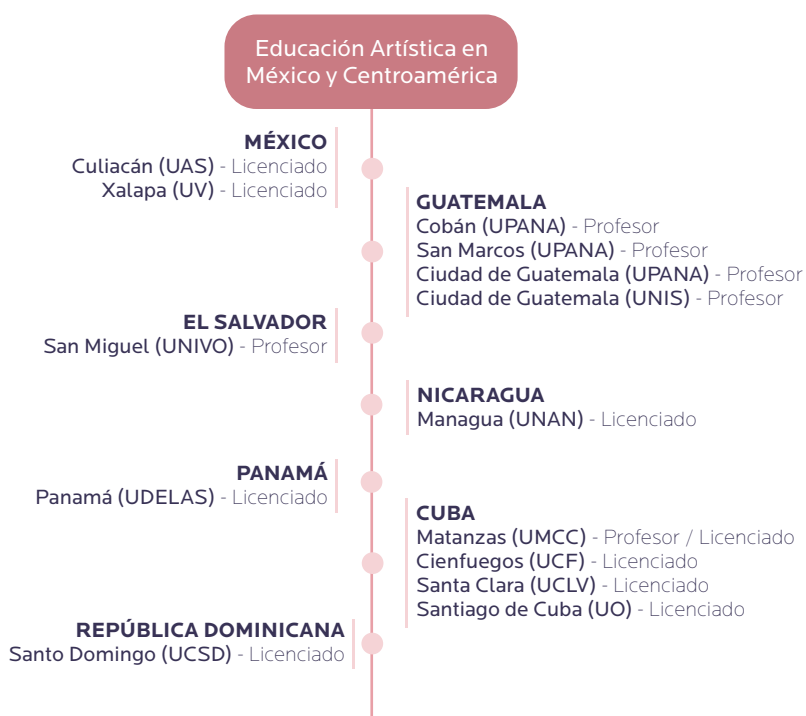 Educación Artística en
México y Centroamérica
MÉXICO
Culiacán (UAS) - Licenciado
Xalapa (UV) - Licenciado
GUATEMALA
Cobán (UPANA) - Profesor
San Marcos (UPANA) - Profesor
Ciudad de Guatemala (UPANA) - Profesor
Ciudad de Guatemala (UNIS) - Profesor
EL SALVADOR
San Miguel (UNIVO) - Profesor
NICARAGUA
Managua (UNAN) - Licenciado
PANAMÁ
Panamá (UDELAS) - Licenciado
CUBA
Matanzas (UMCC) - Profesor / Licenciado
Cienfuegos (UCF) - Licenciado
Santa Clara (UCLV) - Licenciado
Santiago de Cuba (UO) - Licenciado
REPÚBLICA DOMINICANA
Santo Domingo (UCSD) - Licenciado